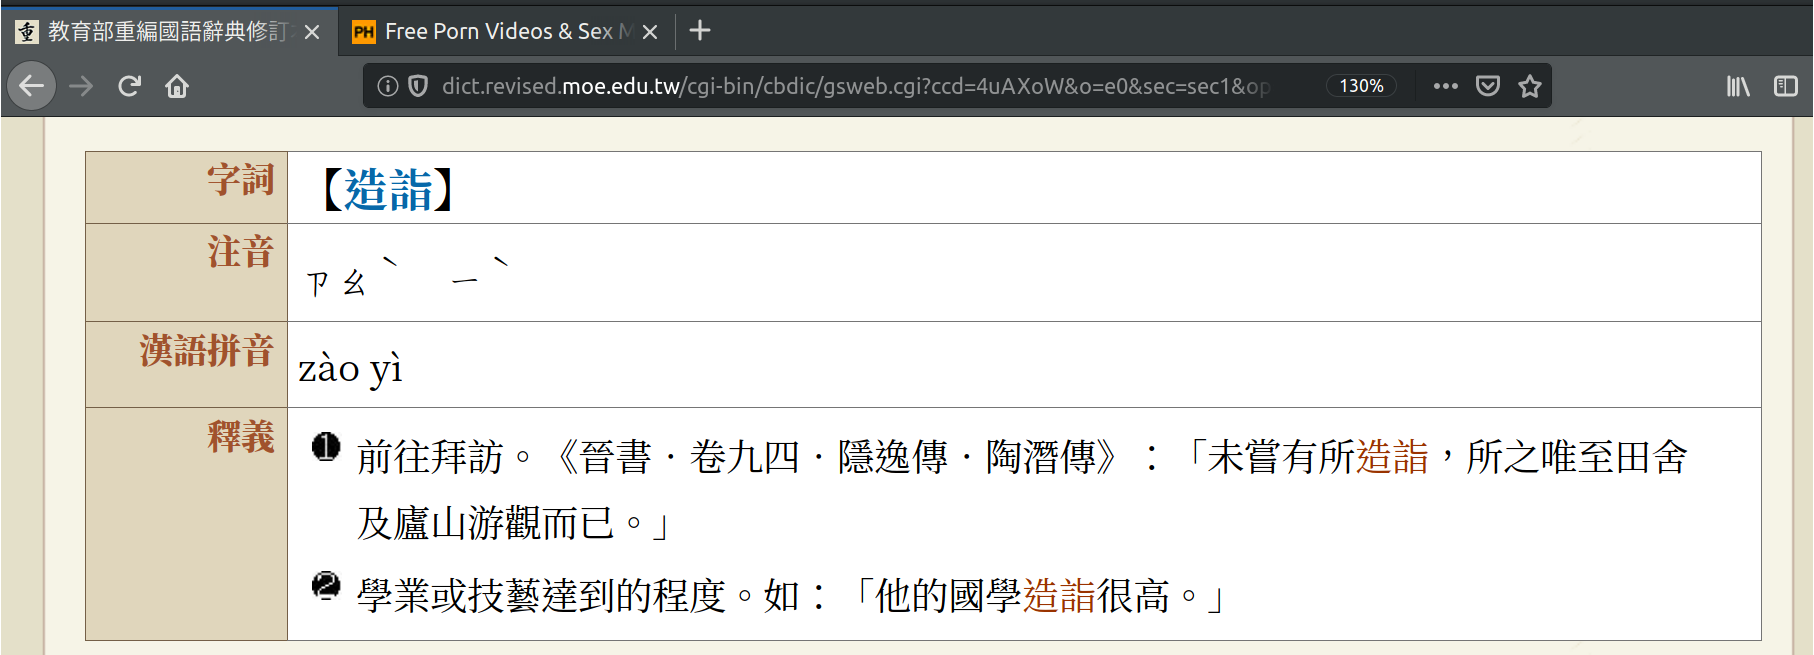 重 教育部重編國語辭典修訂
PH Free Porn Videos & Sex M
dict.revised.moe.edu.tw/cgi-bin/cbdic/gsweb.cgi?ccd=4uAXoW&o=e0&sec=sec1&op
130%
字詞 【造詣】
注音 ㄗㄠˋ ㄧˋ
漢語拼音 zào yì
釋義 ❶ 前往拜訪。《晉書．卷九四．隱逸傳．陶潛傳》：「未嘗有所造詣，所之唯至田舍
及廬山游觀而已。」
❷ 學業或技藝達到的程度。如：「他的國學造詣很高。」